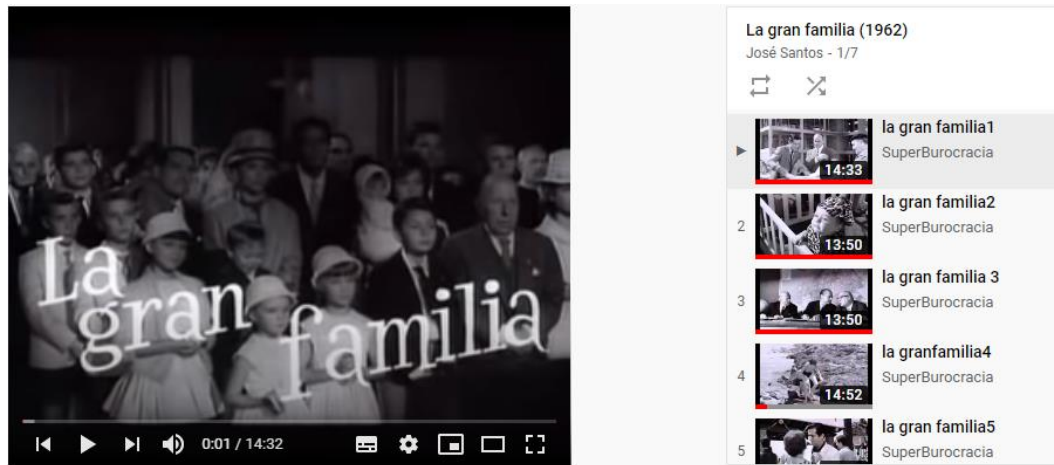 La
gran
familia
0:01 / 14:32
La gran familia (1962)
José Santos - 1/7
14:33
la gran familia1
SuperBurocracia
2
13:50
la gran familia2
SuperBurocracia
3
13:50
la gran familia 3
SuperBurocracia
4
14:52
la granfamilia4
SuperBurocracia
5
la gran familia5
SuperBurocracia